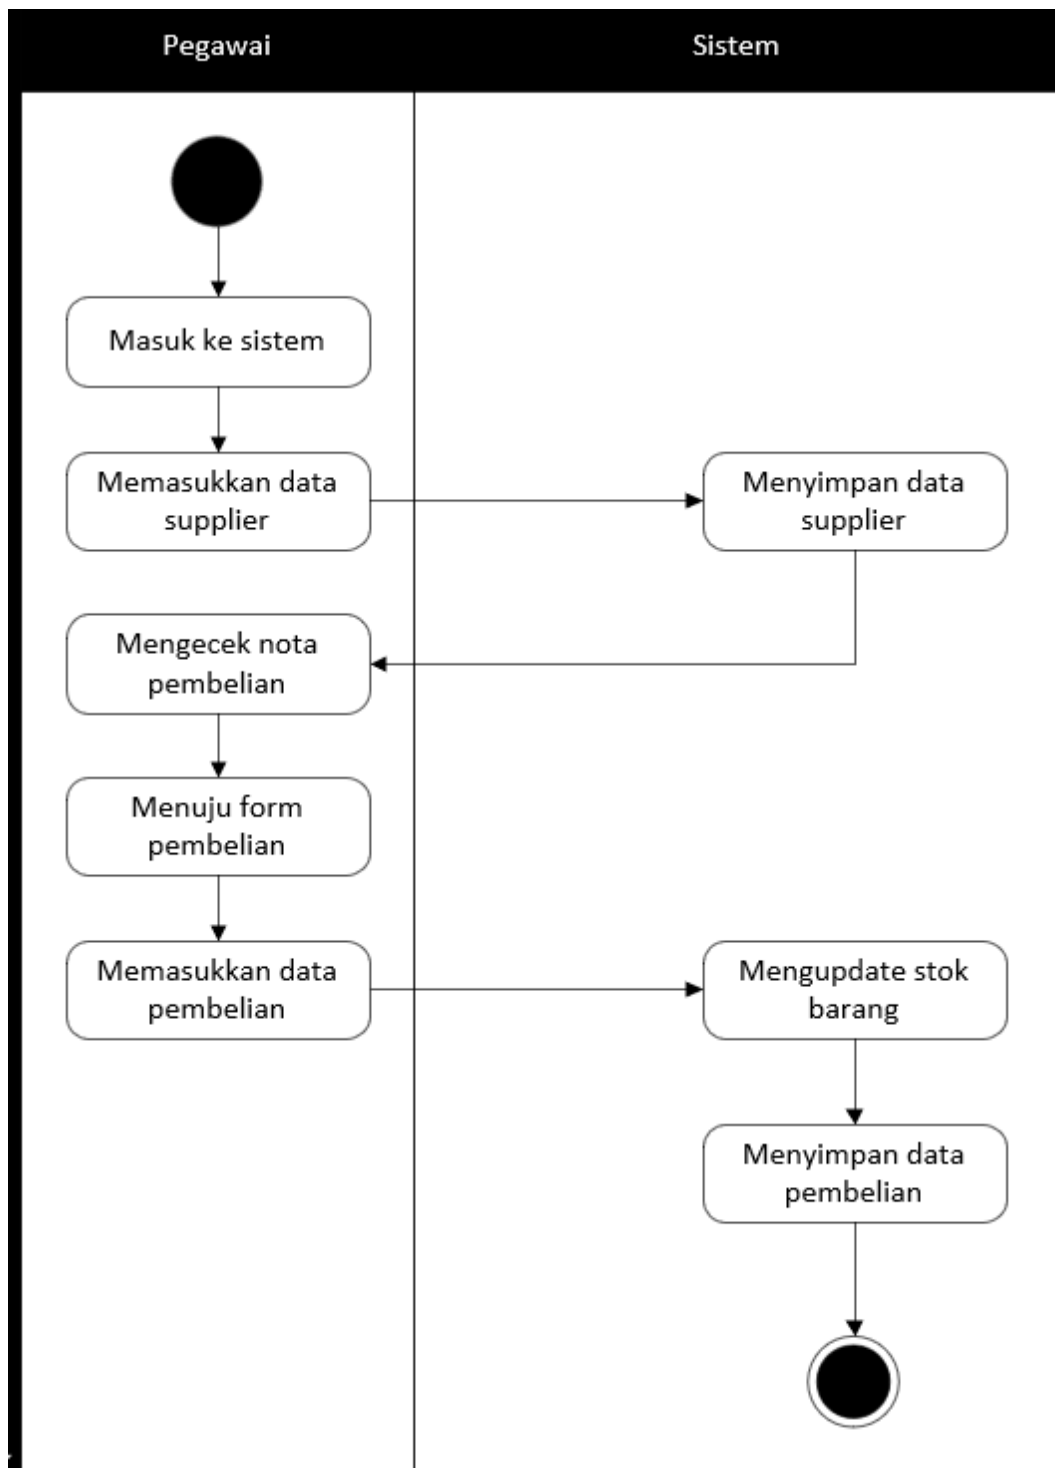 Pegawai
Sistem
Masuk ke sistem
Memasukkan data
supplier
Menyimpan data
supplier
Mengecek nota
pembelian
Menuju form
pembelian
Memasukkan data
pembelian
Mengupdate stok
barang
Menyimpan data
pembelian